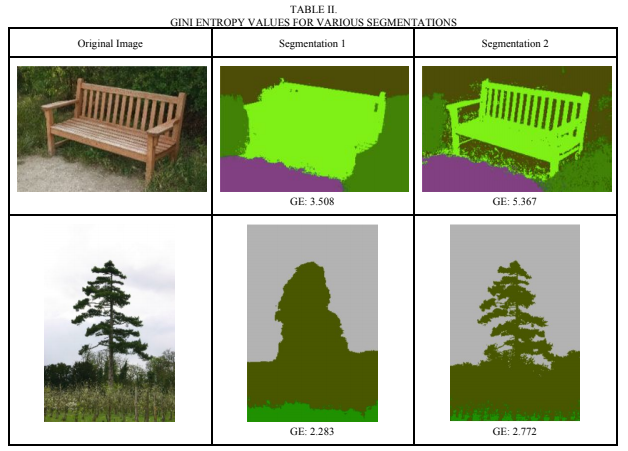 TABLE II.
GINI ENTROPY VALUES FOR VARIOUS SEGMENTATIONS
Original Image
Segmentation 1
Segmentation 2
GE: 3.508
GE: 5.367
GE: 2.283
GE: 2.772